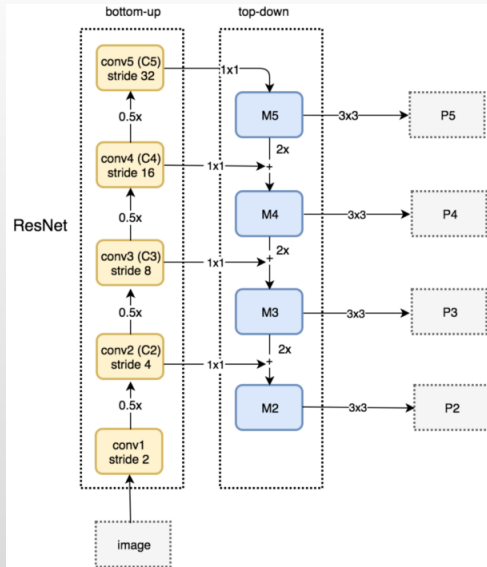 bottom-up
top-down
conv5 (C5)
stride 32
1x1
M5
3x3
P5
0.5x
2x
conv4 (C4)
stride 16
1x1
+
M4
3x3
P4
ResNet
0.5x
2x
conv3 (C3)
stride 8
1x1
+
M3
3x3
P3
0.5x
2x
conv2 (C2)
stride 4
1x1
+
M2
3x3
P2
0.5x
conv1
stride 2
image